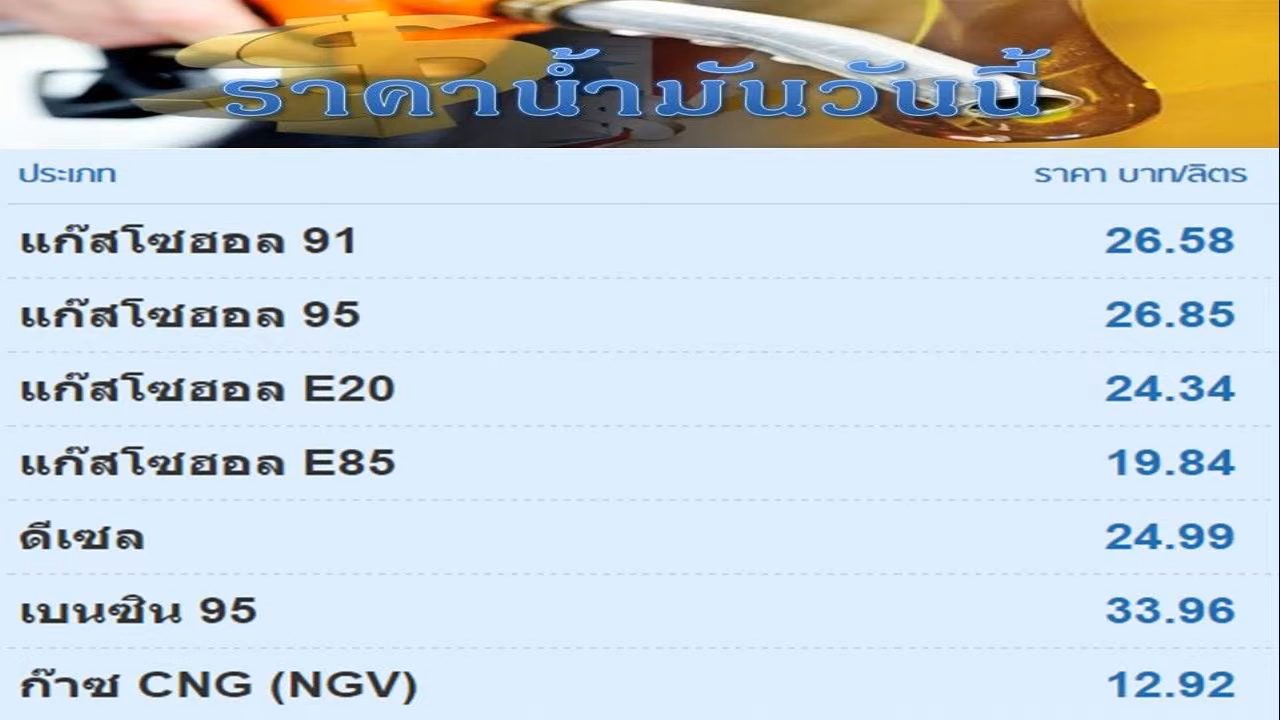 ราคาน้ำมันวันนี้
ประเภท ราคา บาท/ลิตร
แก๊สโซฮอล 91 26.58
แก๊สโซฮอล 95 26.85
แก๊สโซฮอล E20 24.34
แก๊สโซฮอล E85 19.84
ดีเซล 24.99
เบนซิน 95 33.96
ก๊าซ CNG (NGV) 12.92